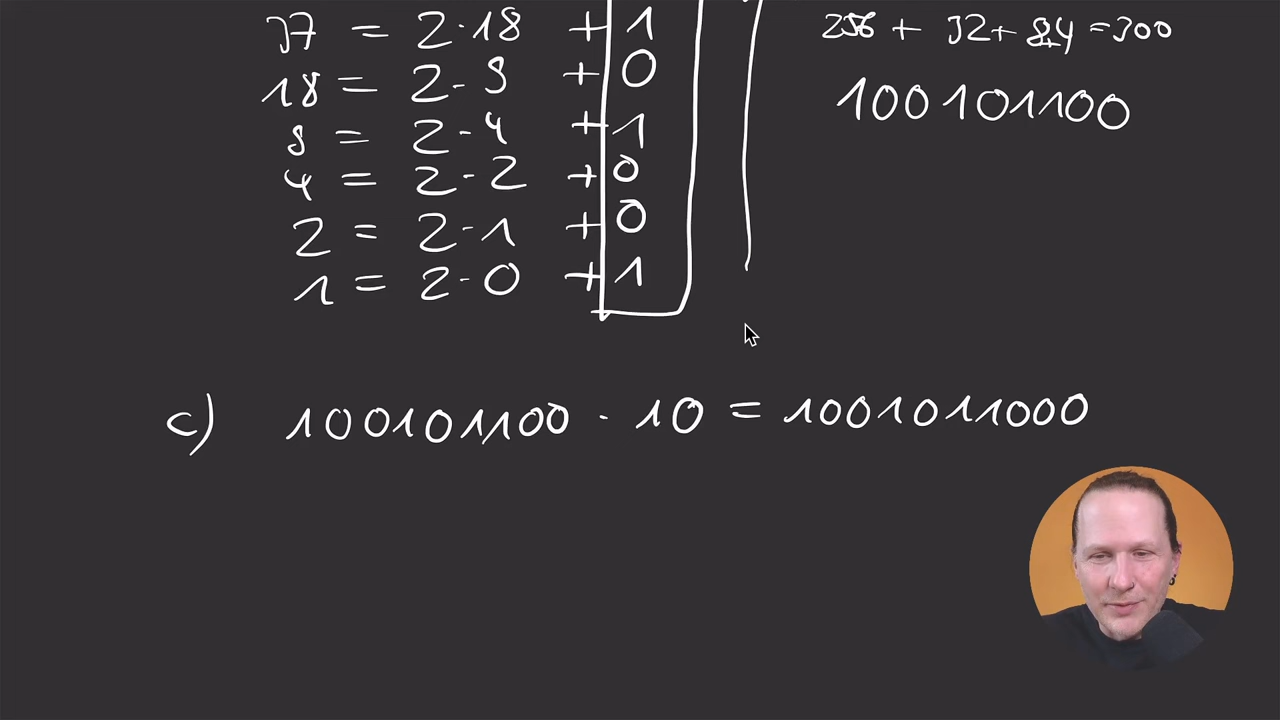 37 = 2·18 + 1
18 = 2·9 + 0
9 = 2·4 + 1
4 = 2·2 + 0
2 = 2·1 + 0
1 = 2·0 + 1
256 + 32 + 8+4 = 300
100101100
c) 100101100 · 10 = 1001011000